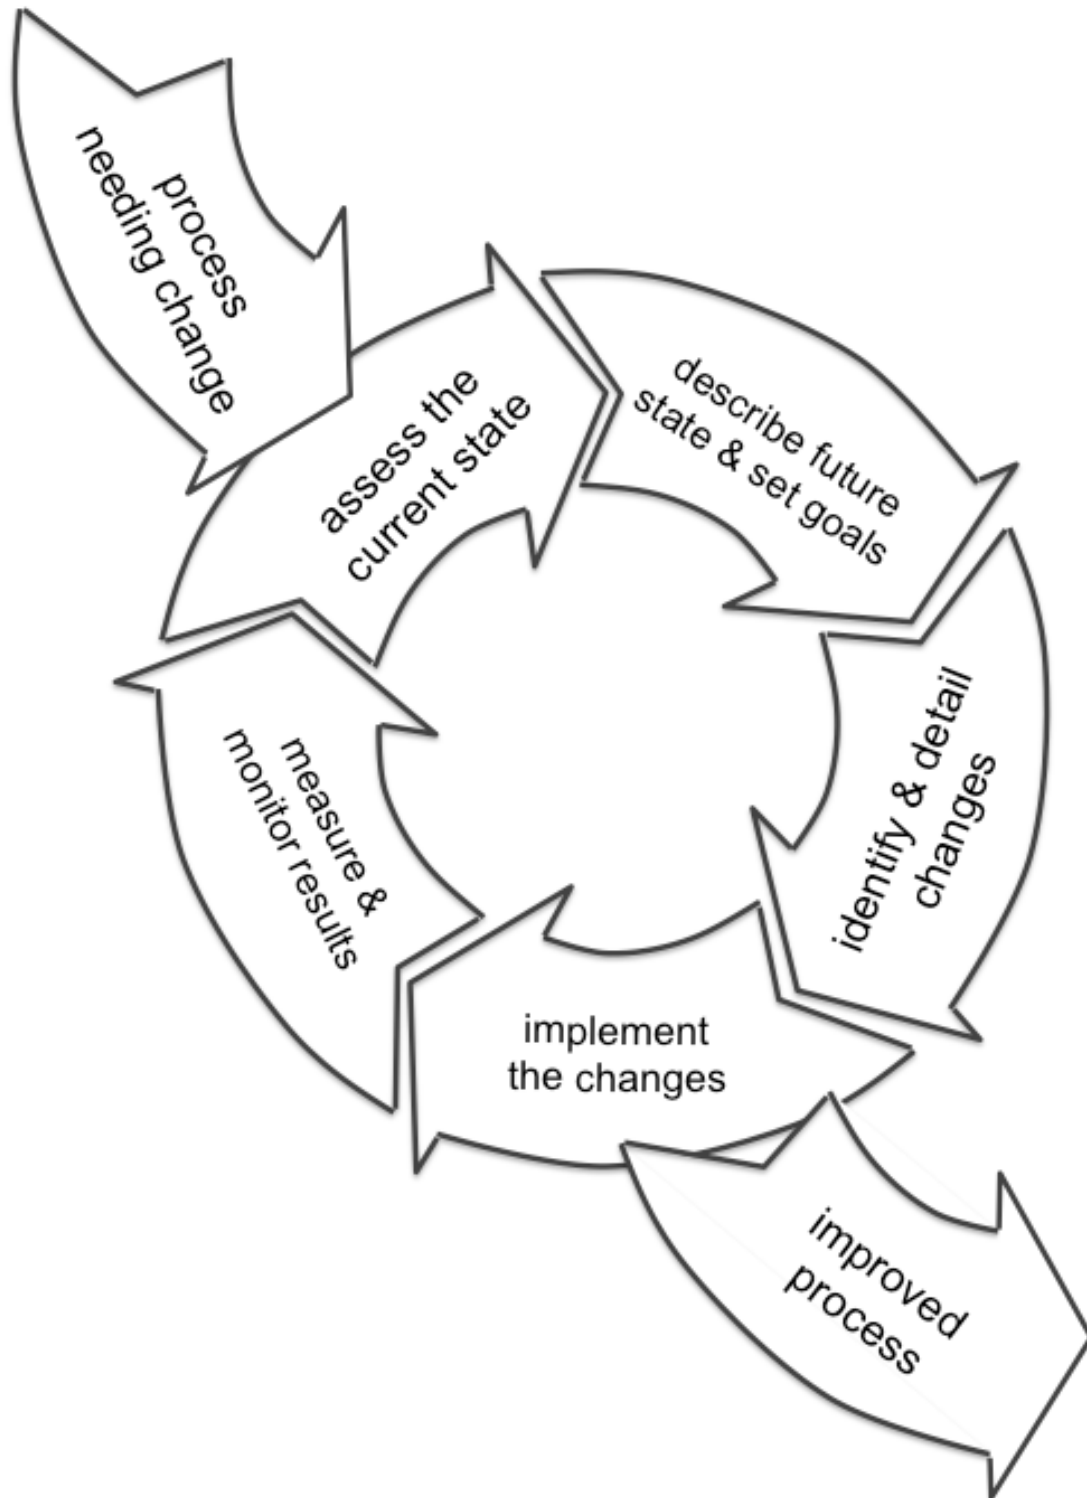 process
needing change
assess the
current state
describe future
state & set goals
identify & detail
changes
implement
the changes
measure &
monitor results
improved
process